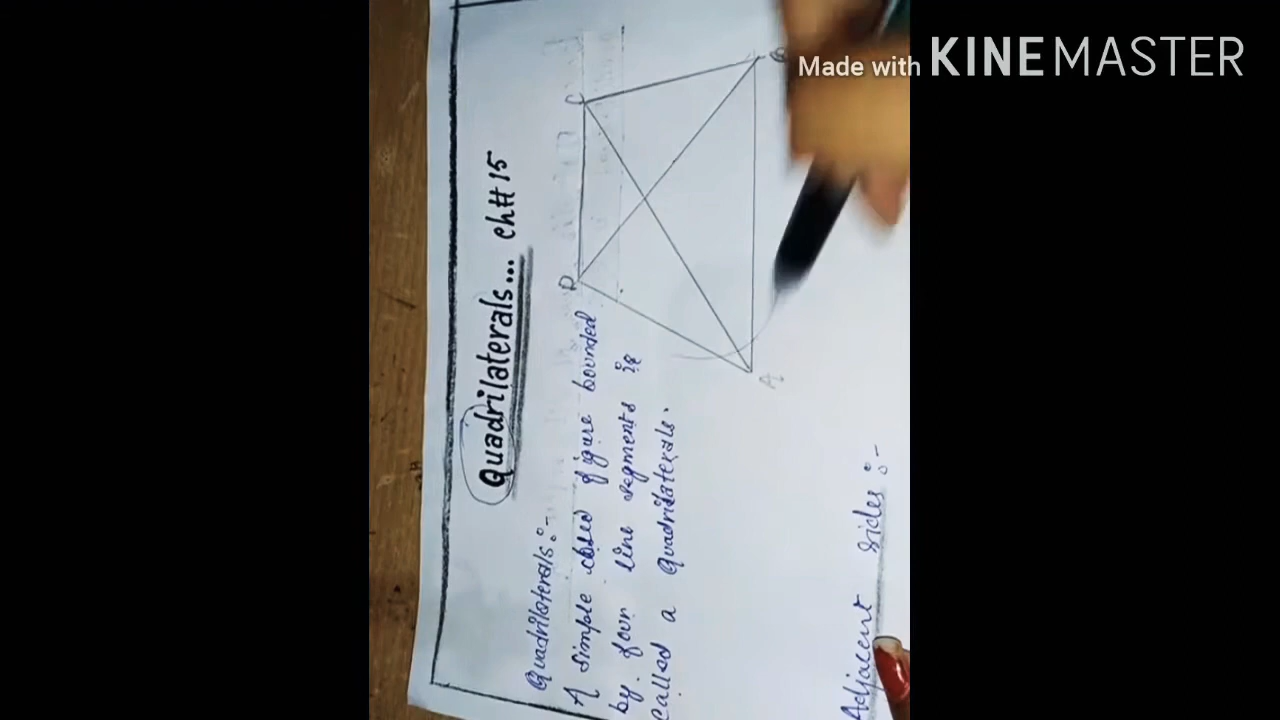 Made with KINEMASTER
Quadrilaterals... ch# 15
Quadrilaterals:-
A simple closed figure bounded
by four line segments is
called a Quadrilaterals.
D
C
A
Adjacent sides:-